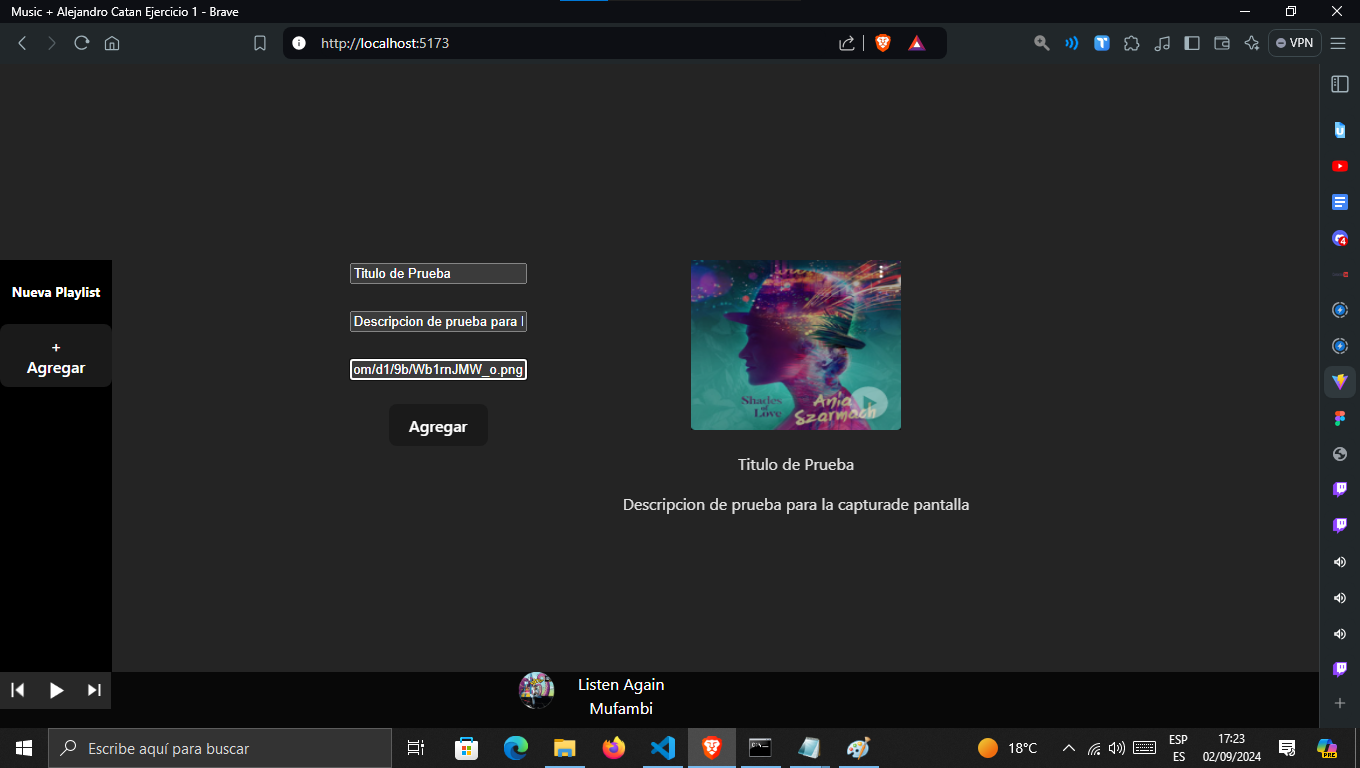 Music + Alejandro Catan Ejercicio 1 - Brave
http://localhost:5173
VPN
Nueva Playlist
+
Agregar
Titulo de Prueba
Descripcion de prueba para l
om/d1/9b/Wb1rnJMW_o.png
Agregar
Shades of Love
Ania Szarmach
Titulo de Prueba
Descripcion de prueba para la capturade pantalla
Listen Again
Mufambi
Escribe aquí para buscar
18°C
ESP
ES
17:23
02/09/2024
PRE
4